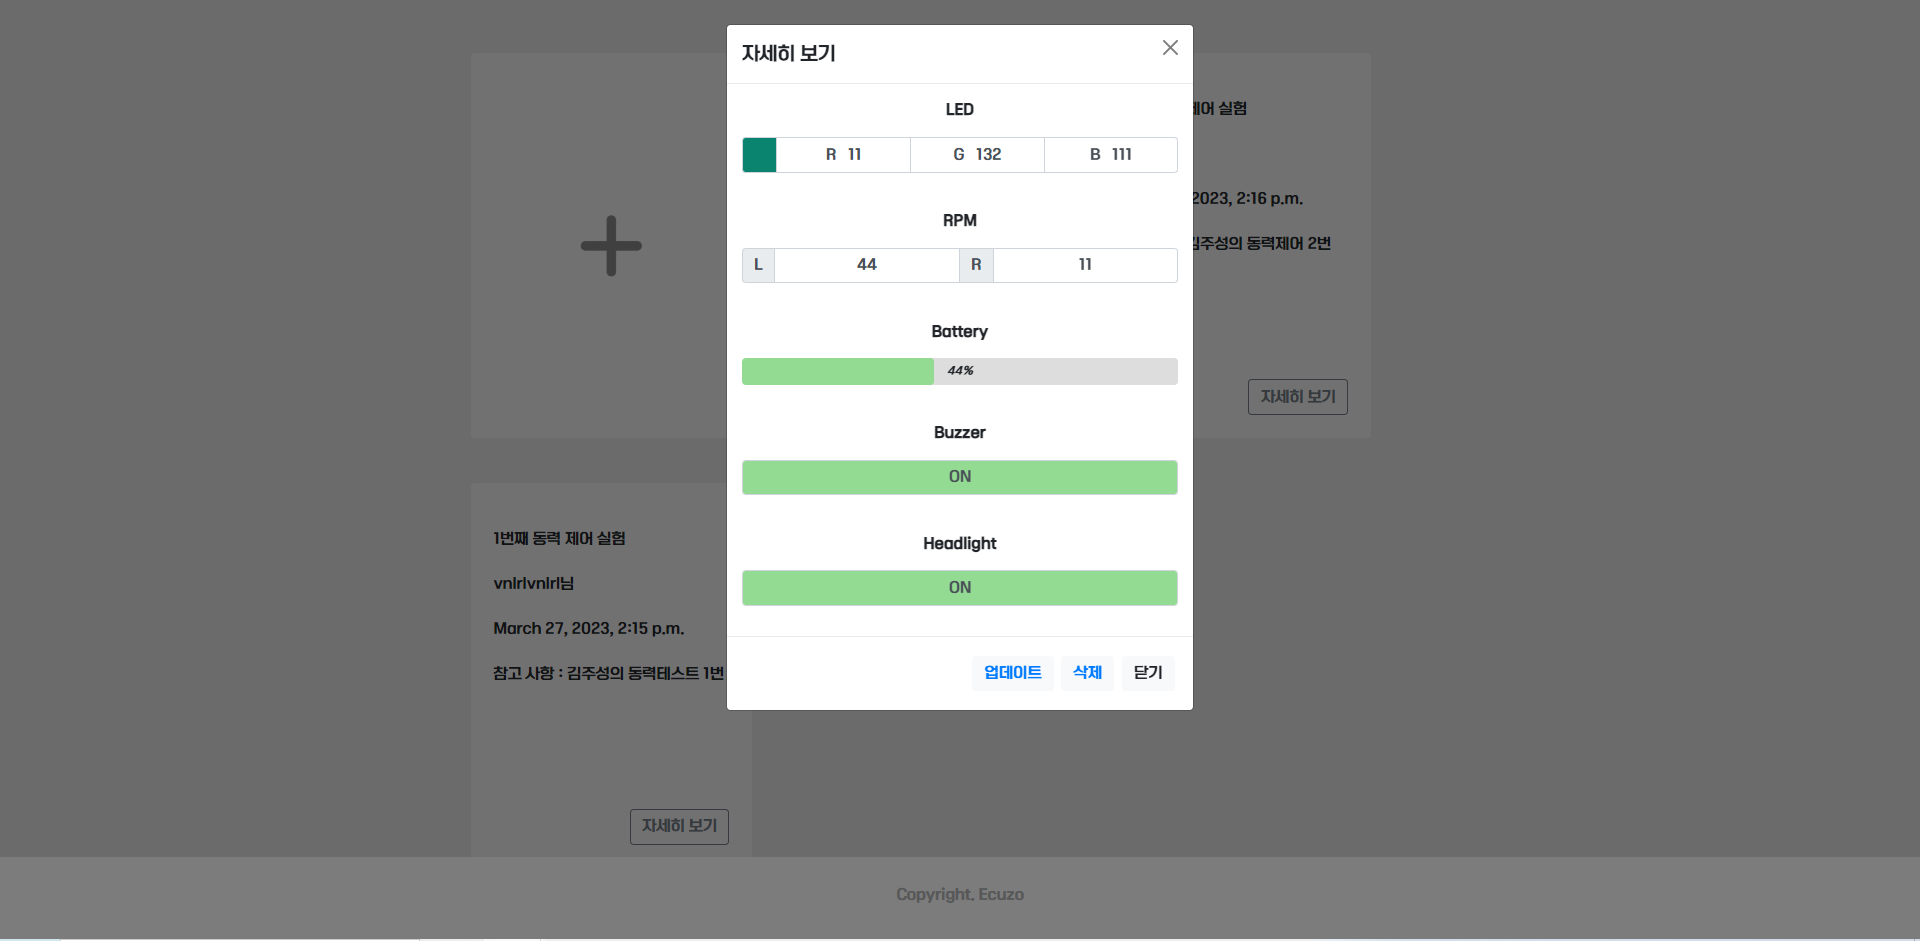 자세히 보기
LED
R 11 G 132 B 111
RPM
L 44 R 11
Battery
44%
Buzzer
ON
Headlight
ON
업데이트 삭제 닫기
제어 실험
2023, 2:16 p.m.
김주성의 동력제어 2번
자세히 보기
1번째 동력 제어 실험
vnlrlvnlrl님
March 27, 2023, 2:15 p.m.
참고 사항 : 김주성의 동력테스트 1번
자세히 보기
Copyright. Ecuzo